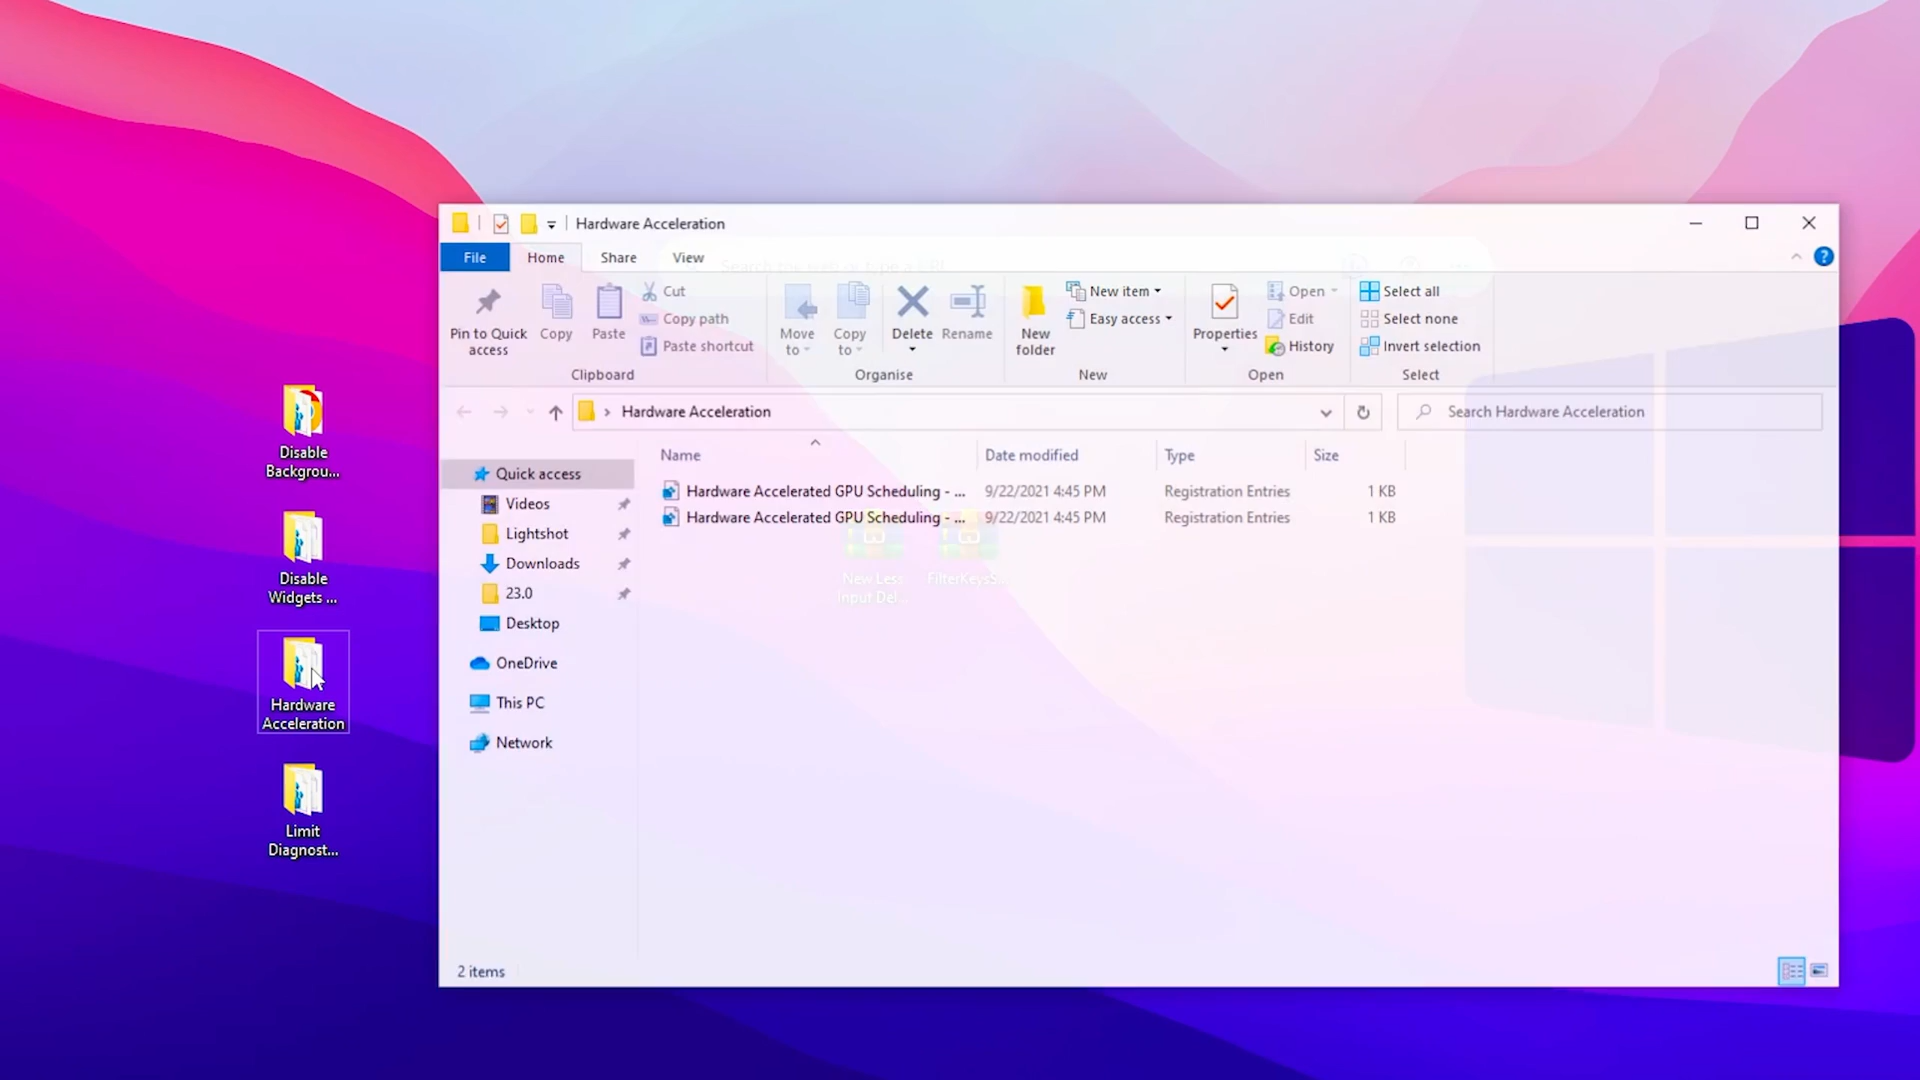 Hardware Acceleration
File Home Share View
Pin to Quick access
Copy
Paste
Cut
Copy path
Paste shortcut
Clipboard
Move to
Copy to
Delete
Rename
Organise
New folder
New item
Easy access
New
Properties
Open
Edit
History
Open
Select all
Select none
Invert selection
Select
Hardware Acceleration
Search Hardware Acceleration
Name Date modified Type Size
Hardware Accelerated GPU Scheduling - ... 9/22/2021 4:45 PM Registration Entries 1 KB
Hardware Accelerated GPU Scheduling - ... 9/22/2021 4:45 PM Registration Entries 1 KB
Quick access
Videos
Lightshot
Downloads
23.0
Desktop
OneDrive
This PC
Network
New Less
Input Del...
FilterKeysS...
2 items
Disable
Backgrou...
Disable
Widgets ...
Hardware
Acceleration
Limit
Diagnost...